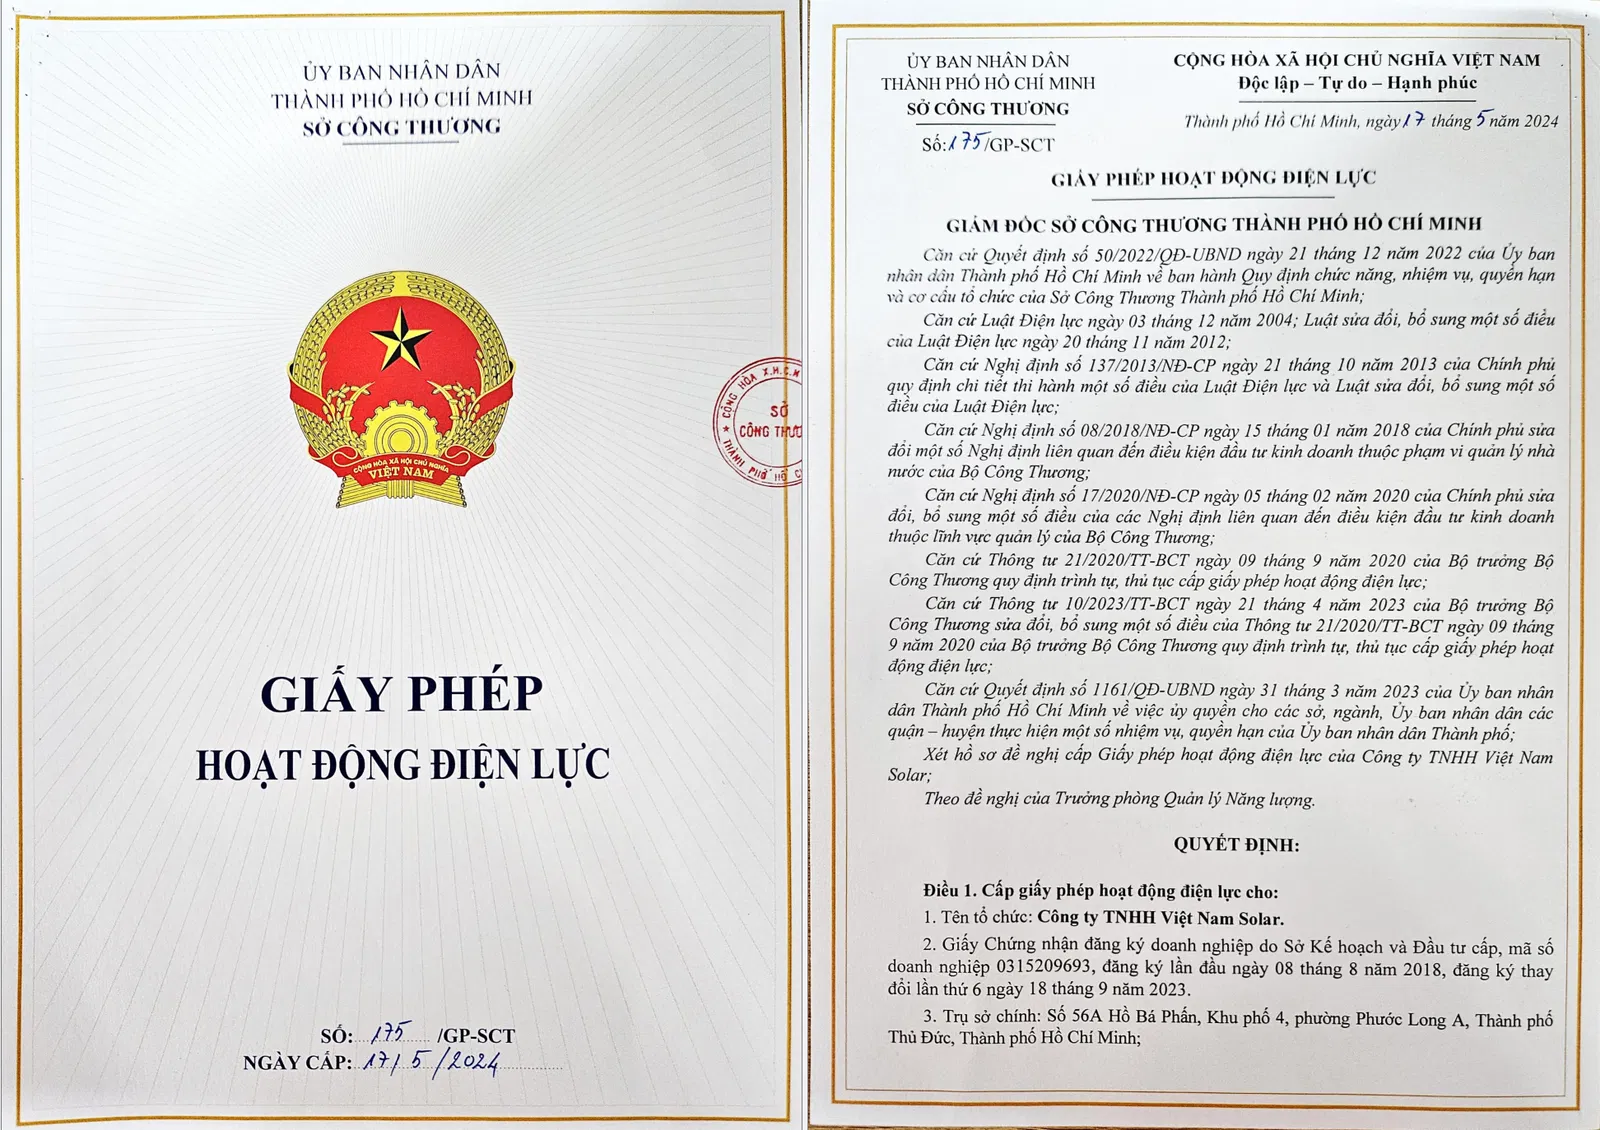 ỦY BAN NHÂN DÂN
THÀNH PHỐ HỒ CHÍ MINH
SỞ CÔNG THƯƠNG
CỘNG HÒA XÃ HỘI CHỦ NGHĨA
VIỆT NAM
CỘNG HÒA X.H.C.N
SỞ
CÔNG THƯƠ
THÀNH PHỐ HỒ C
GIẤY PHÉP
HOẠT ĐỘNG ĐIỆN LỰC
SỐ: 175 /GP-SCT
NGÀY CẤP: 17/5/2024
ỦY BAN NHÂN DÂN
THÀNH PHỐ HỒ CHÍ MINH
SỞ CÔNG THƯƠNG
Số:175/GP-SCT
CỘNG HÒA XÃ HỘI CHỦ NGHĨA VIỆT NAM
Độc lập – Tự do – Hạnh phúc
Thành phố Hồ Chí Minh, ngày 17 tháng 5 năm 2024
GIẤY PHÉP HOẠT ĐỘNG ĐIỆN LỰC
GIÁM ĐỐC SỞ CÔNG THƯƠNG THÀNH PHỐ HỒ CHÍ MINH
Căn cứ Quyết định số 50/2022/QĐ-UBND ngày 21 tháng 12 năm 2022 của Ủy ban
nhân dân Thành phố Hồ Chí Minh về ban hành Quy định chức năng, nhiệm vụ, quyền hạn
và cơ cấu tổ chức của Sở Công Thương Thành phố Hồ Chí Minh;
Căn cứ Luật Điện lực ngày 03 tháng 12 năm 2004; Luật sửa đổi, bổ sung một số điều
của Luật Điện lực ngày 20 tháng 11 năm 2012;
Căn cứ Nghị định số 137/2013/NĐ-CP ngày 21 tháng 10 năm 2013 của Chính phủ
quy định chi tiết thi hành một số điều của Luật Điện lực và Luật sửa đổi, bổ sung một số
điều của Luật Điện lực;
Căn cứ Nghị định số 08/2018/NĐ-CP ngày 15 tháng 01 năm 2018 của Chính phủ sửa
đổi một số Nghị định liên quan đến điều kiện đầu tư kinh doanh thuộc phạm vi quản lý nhà
nước của Bộ Công Thương;
Căn cứ Nghị định số 17/2020/NĐ-CP ngày 05 tháng 02 năm 2020 của Chính phủ sửa
đổi, bổ sung một số điều của các Nghị định liên quan đến điều kiện đầu tư kinh doanh
thuộc lĩnh vực quản lý của Bộ Công Thương;
Căn cứ Thông tư 21/2020/TT-BCT ngày 09 tháng 9 năm 2020 của Bộ trưởng Bộ
Công Thương quy định trình tự, thủ tục cấp giấy phép hoạt động điện lực;
Căn cứ Thông tư 10/2023/TT-BCT ngày 21 tháng 4 năm 2023 của Bộ trưởng Bộ
Công Thương sửa đổi, bổ sung một số điều của Thông tư 21/2020/TT-BCT ngày 09 tháng
9 năm 2020 của Bộ trưởng Bộ Công Thương quy định trình tự, thủ tục cấp giấy phép hoạt
động điện lực;
Căn cứ Quyết định số 1161/QĐ-UBND ngày 31 tháng 3 năm 2023 của Ủy ban nhân
dân Thành phố Hồ Chí Minh về việc ủy quyền cho các sở, ngành, Ủy ban nhân dân các
quận – huyện thực hiện một số nhiệm vụ, quyền hạn của Ủy ban nhân dân Thành phố;
Xét hồ sơ đề nghị cấp Giấy phép hoạt động điện lực của Công ty TNHH Việt Nam
Solar;
Theo đề nghị của Trưởng phòng Quản lý Năng lượng.
QUYẾT ĐỊNH:
Điều 1. Cấp giấy phép hoạt động điện lực cho:
1. Tên tổ chức: Công ty TNHH Việt Nam Solar.
2. Giấy Chứng nhận đăng ký doanh nghiệp do Sở Kế hoạch và Đầu tư cấp, mã số
doanh nghiệp 0315209693, đăng ký lần đầu ngày 08 tháng 8 năm 2018, đăng ký thay
đổi lần thứ 6 ngày 18 tháng 9 năm 2023.
3. Trụ sở chính: Số 56A Hồ Bá Phấn, Khu phố 4, phường Phước Long A, Thành phố
Thủ Đức, Thành phố Hồ Chí Minh;